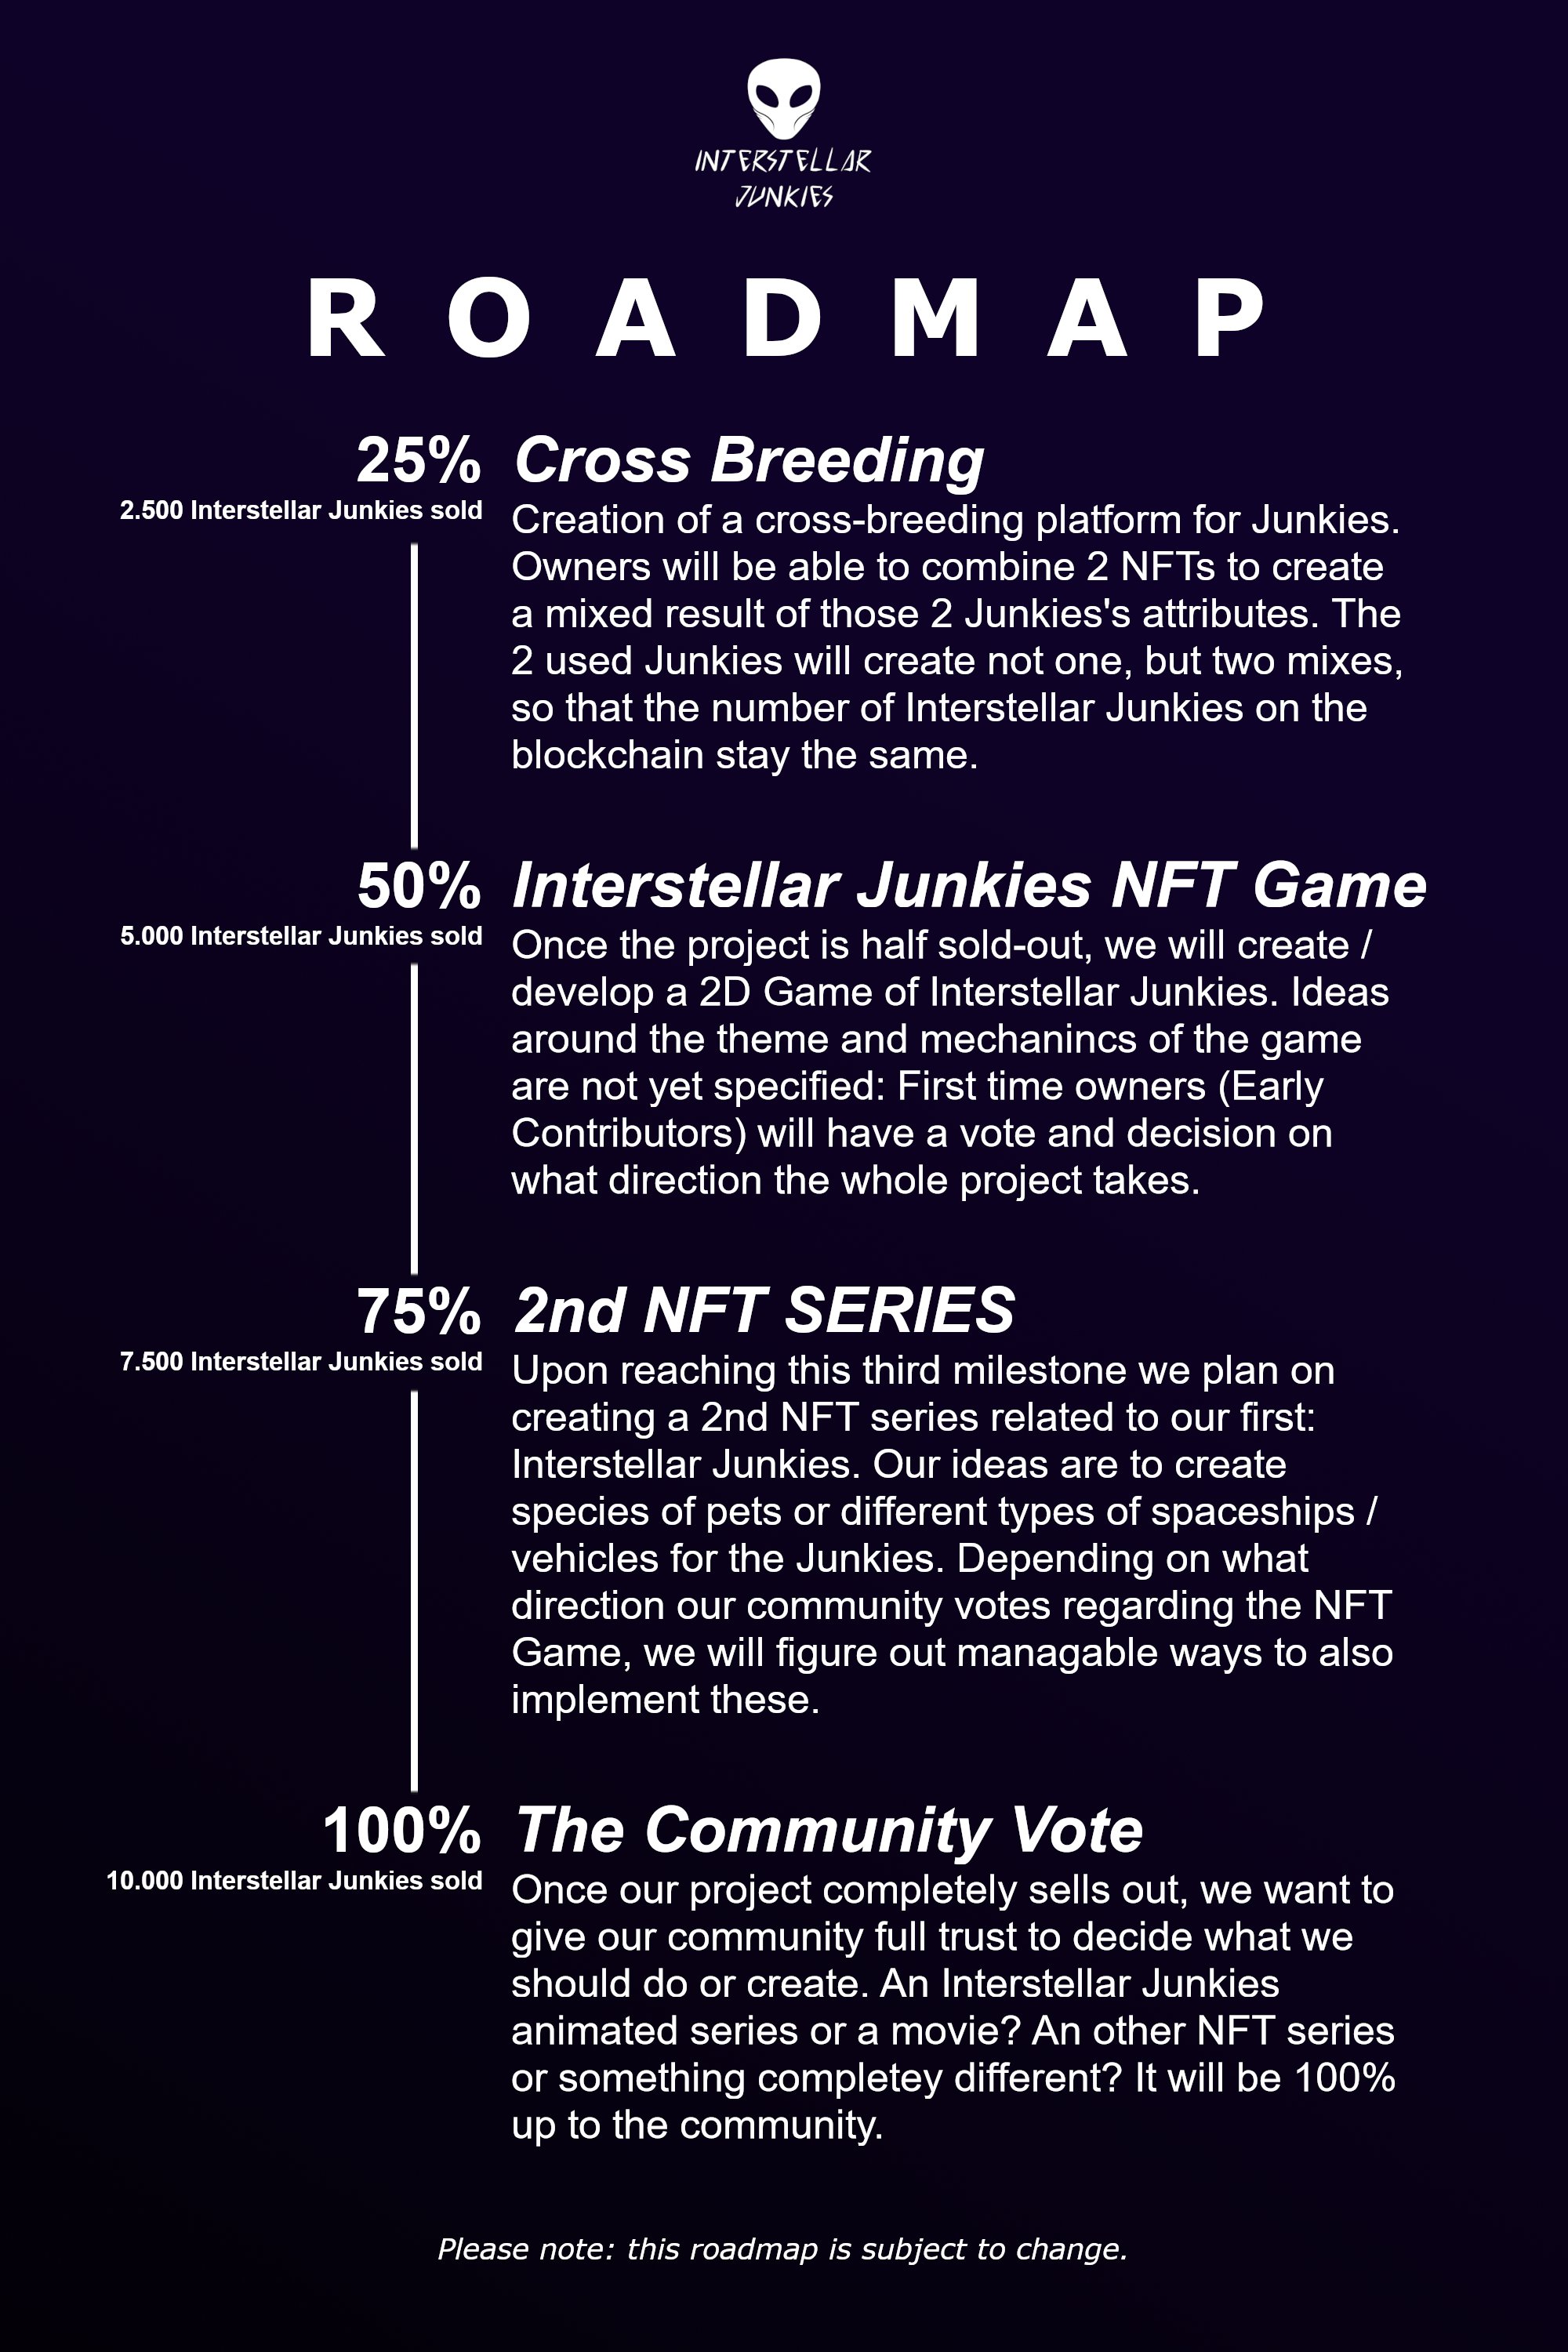 INTERSTELLAR
JUNKIES
ROADMAP
25% Cross Breeding
2.500 Interstellar Junkies sold
Creation of a cross-breeding platform for Junkies.
Owners will be able to combine 2 NFTs to create
a mixed result of those 2 Junkies's attributes. The
2 used Junkies will create not one, but two mixes,
so that the number of Interstellar Junkies on the
blockchain stay the same.
50% Interstellar Junkies NFT Game
5.000 Interstellar Junkies sold
Once the project is half sold-out, we will create /
develop a 2D Game of Interstellar Junkies. Ideas
around the theme and mechanincs of the game
are not yet specified: First time owners (Early
Contributors) will have a vote and decision on
what direction the whole project takes.
75% 2nd NFT SERIES
7.500 Interstellar Junkies sold
Upon reaching this third milestone we plan on
creating a 2nd NFT series related to our first:
Interstellar Junkies. Our ideas are to create
species of pets or different types of spaceships /
vehicles for the Junkies. Depending on what
direction our community votes regarding the NFT
Game, we will figure out managable ways to also
implement these.
100% The Community Vote
10.000 Interstellar Junkies sold
Once our project completely sells out, we want to
give our community full trust to decide what we
should do or create. An Interstellar Junkies
animated series or a movie? An other NFT series
or something completey different? It will be 100%
up to the community.
Please note: this roadmap is subject to change.